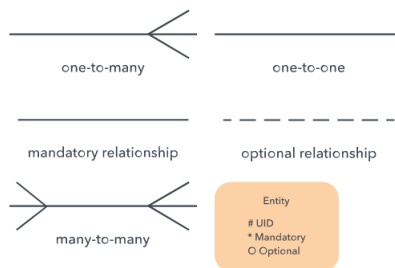 one-to-many
one-to-one
mandatory relationship
optional relationship
many-to-many
Entity
# UID
* Mandatory
O Optional